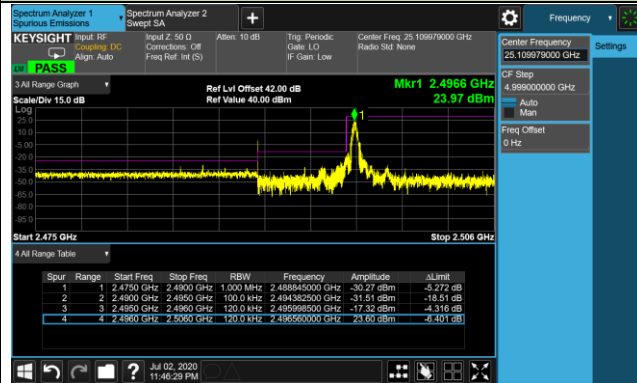 Spectrum Analyzer 1
Spurious Emissions
Spectrum Analyzer 2
Swept SA
Frequency
KEYSIGHT
Input: RF
Coupling: DC
Align: Auto
Input Z: 50 Ω
Corrections: Off
Freq Ref: Int (S)
Atten: 10 dB
Trig: Periodic
Gate: LO
IF Gain: Low
Center Freq: 25.109979000 GHz
Radio Std: None
PASS
Center Frequency
25.109979000 GHz
Settings
CF Step
4.999000000 GHz
Auto
Man
Freq Offset
0 Hz
3 All Range Graph
Scale/Div 15.0 dB
Ref Lvl Offset 42.00 dB
Ref Value 40.00 dBm
Mkr1 2.4966 GHz
23.97 dBm
Log
25.0
10.0
-5.00
-20.0
-35.0
-50.0
-65.0
-80.0
-95.0
1
Start 2.475 GHz
Stop 2.506 GHz
4 All Range Table
Spur Range Start Freq Stop Freq RBW Frequency Amplitude ΔLimit
1 1 2.4750 GHz 2.4900 GHz 1.000 MHz 2.488845000 GHz -30.27 dBm -5.272 dB
2 2 2.4900 GHz 2.4950 GHz 100.0 kHz 2.494382500 GHz -31.51 dBm -18.51 dB
3 3 2.4950 GHz 2.4960 GHz 120.0 kHz 2.495998500 GHz -17.32 dBm -4.316 dB
4 4 2.4960 GHz 2.5060 GHz 120.0 kHz 2.496560000 GHz 23.60 dBm -6.401 dB
Jul 02, 2020
11:46:29 PM